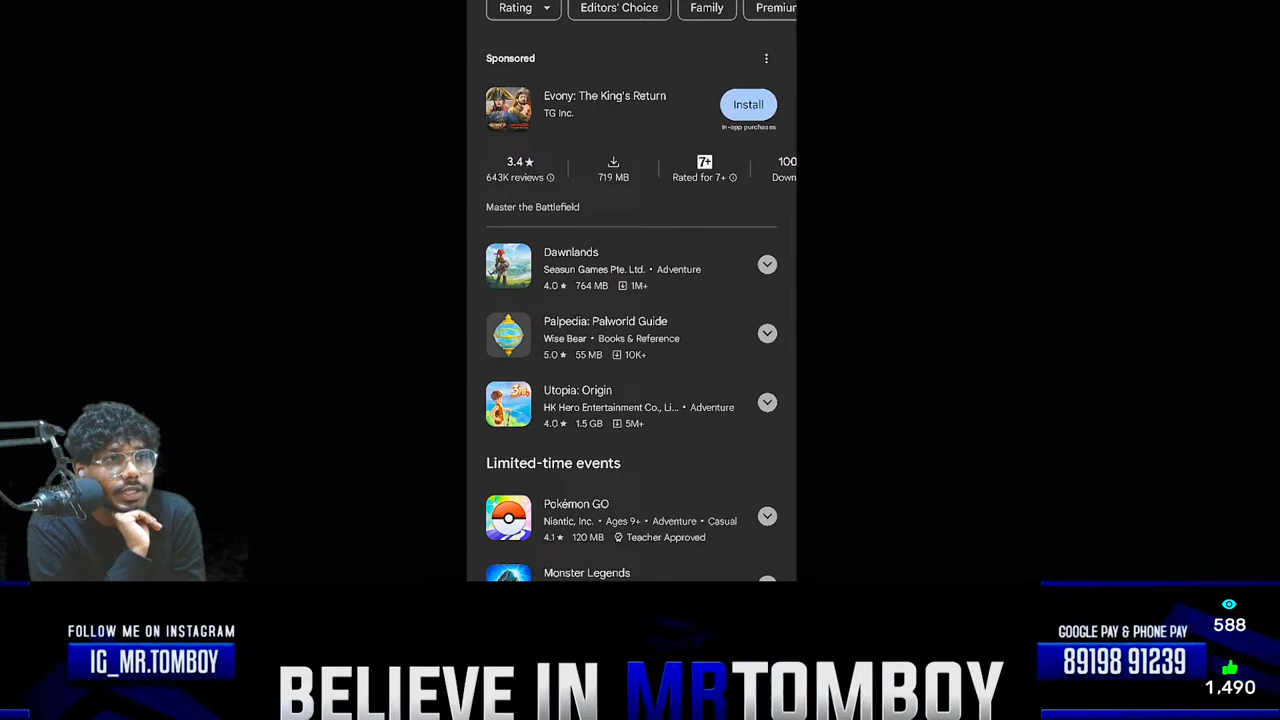 Rating
Editors' Choice
Family
Premium
Sponsored
Evony: The King's Return
TG Inc.
Install
In-app purchases
3.4★
643K reviews
719 MB
7+
Rated for 7+
100
Down
Master the Battlefield
Dawnlands
Seasun Games Pte. Ltd. • Adventure
4.0★ 764 MB 1M+
Palpedia: Palworld Guide
Wise Bear • Books & Reference
5.0★ 55 MB 10K+
Utopia: Origin
HK Hero Entertainment Co., Li... • Adventure
4.0★ 1.5 GB 5M+
Limited-time events
Pokémon GO
Niantic, Inc. • Ages 9+ • Adventure • Casual
4.1★ 120 MB Teacher Approved
Monster Legends
FOLLOW ME ON INSTAGRAM
IG_MR.TOMBOY
BELIEVE IN MRTOMBOY
GOOGLE PAY & PHONE PAY
89198 91239
588
1,490